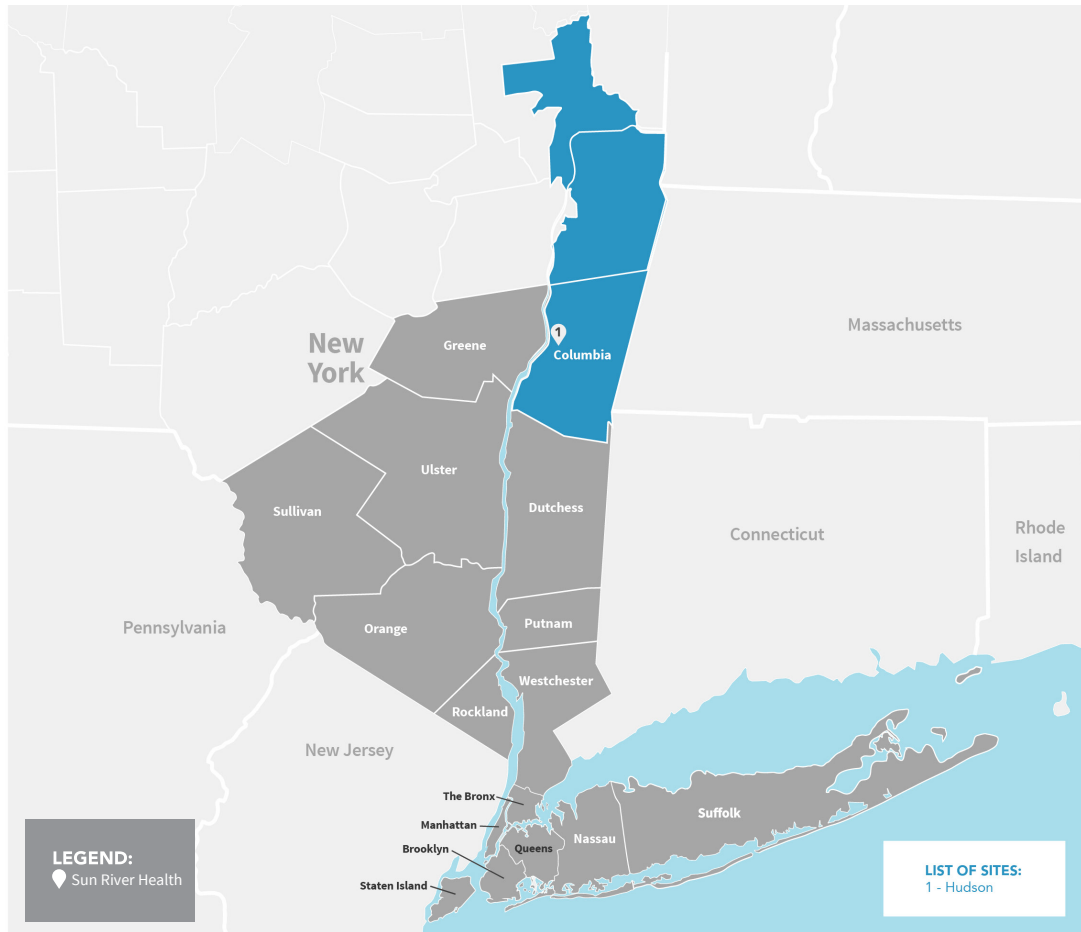 Massachusetts
1
New
York
Greene
Columbia
Ulster
Sullivan
Dutchess
Connecticut
Rhode
Island
Pennsylvania
Orange
Putnam
Westchester
Rockland
New Jersey
The Bronx
Manhattan
Suffolk
Nassau
Queens
Brooklyn
Staten Island
LEGEND:
Sun River Health
LIST OF SITES:
1 - Hudson